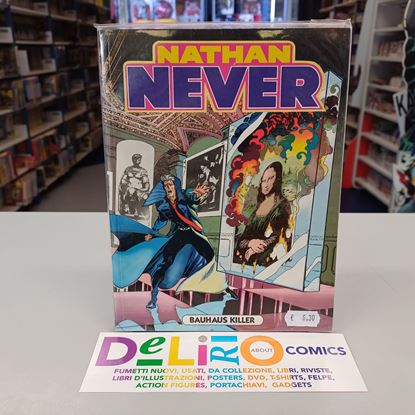 NATHAN
NEVER
BAUHAUS KILLER
€ 6,30
DeLiRiO ABOUT COMICS
FUMETTI NUOVI, USATI, DA COLLEZIONE, LIBRI, RIVISTE,
LIBRI D'ILLUSTRAZIONI, POSTERS, DVD, T-SHIRTS, FELPE,
ACTION FIGURES, PORTACHIAVI, GADGETS